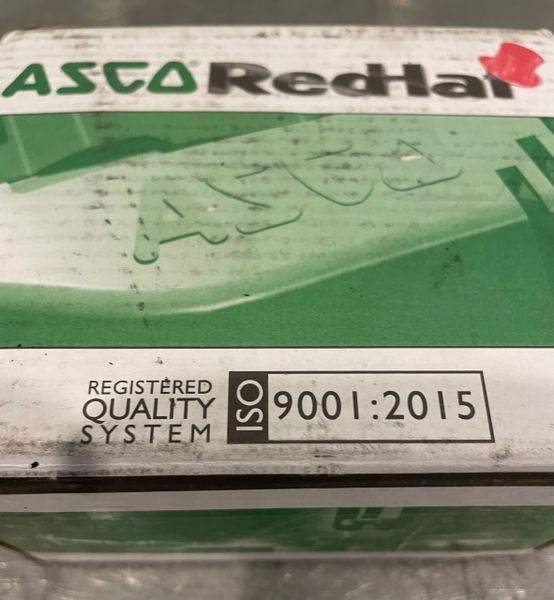 ASCO RedHat
ASCO
REGISTERED
QUALITY
SYSTEM
ISO 9001:2015